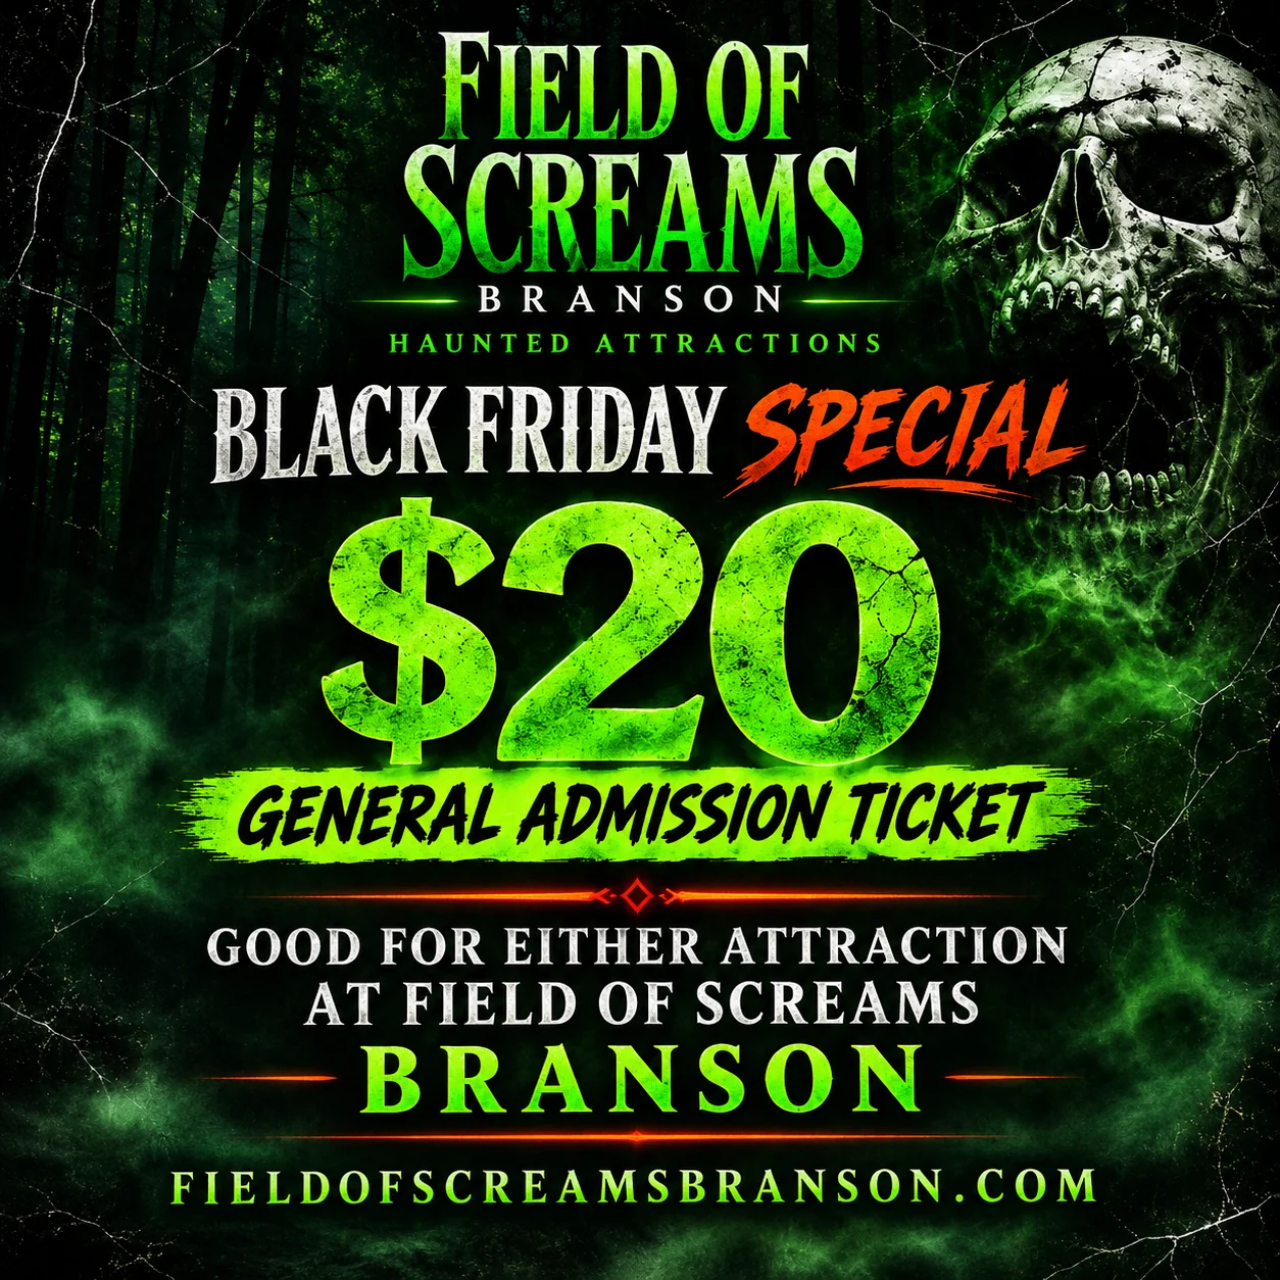 FIELD OF
SCREAMS
BRANSON
HAUNTED ATTRACTIONS
BLACK FRIDAY SPECIAL
$20
GENERAL ADMISSION TICKET
GOOD FOR EITHER ATTRACTION
AT FIELD OF SCREAMS
BRANSON
FIELDOFSCREAMSBRANSON.COM